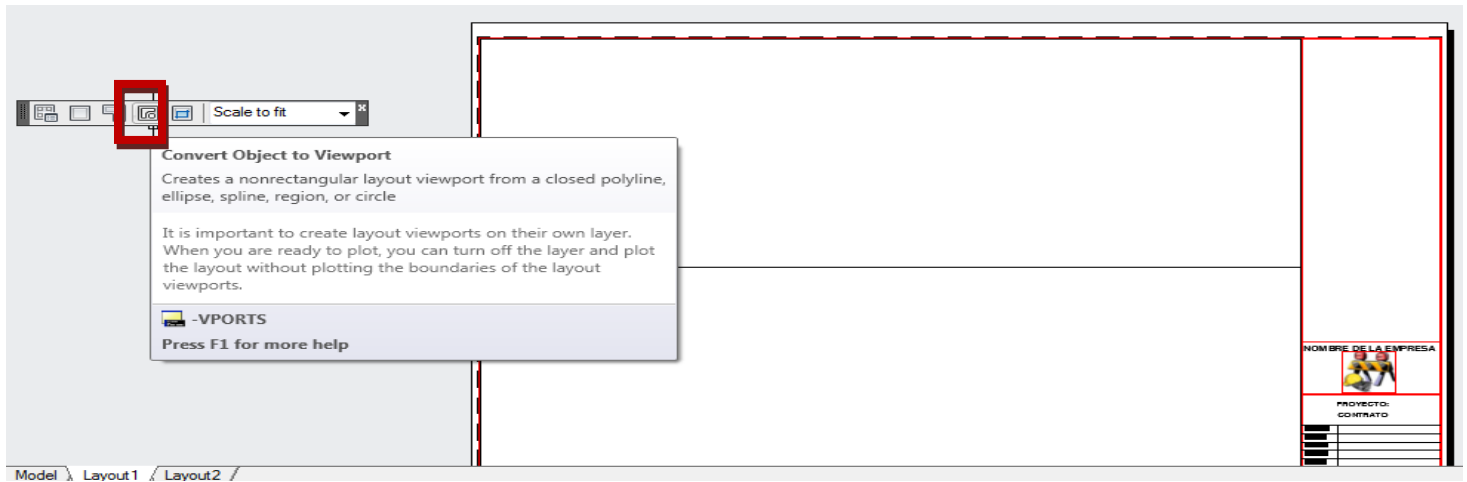 Scale to fit
Convert Object to Viewport
Creates a nonrectangular layout viewport from a closed polyline,
ellipse, spline, region, or circle
It is important to create layout viewports on their own layer.
When you are ready to plot, you can turn off the layer and plot
the layout without plotting the boundaries of the layout
viewports.
-VPORTS
Press F1 for more help
NOMBRE DE LA EMPRESA
PROYECTO:
CONTRATO
Model
Layout1
Layout2